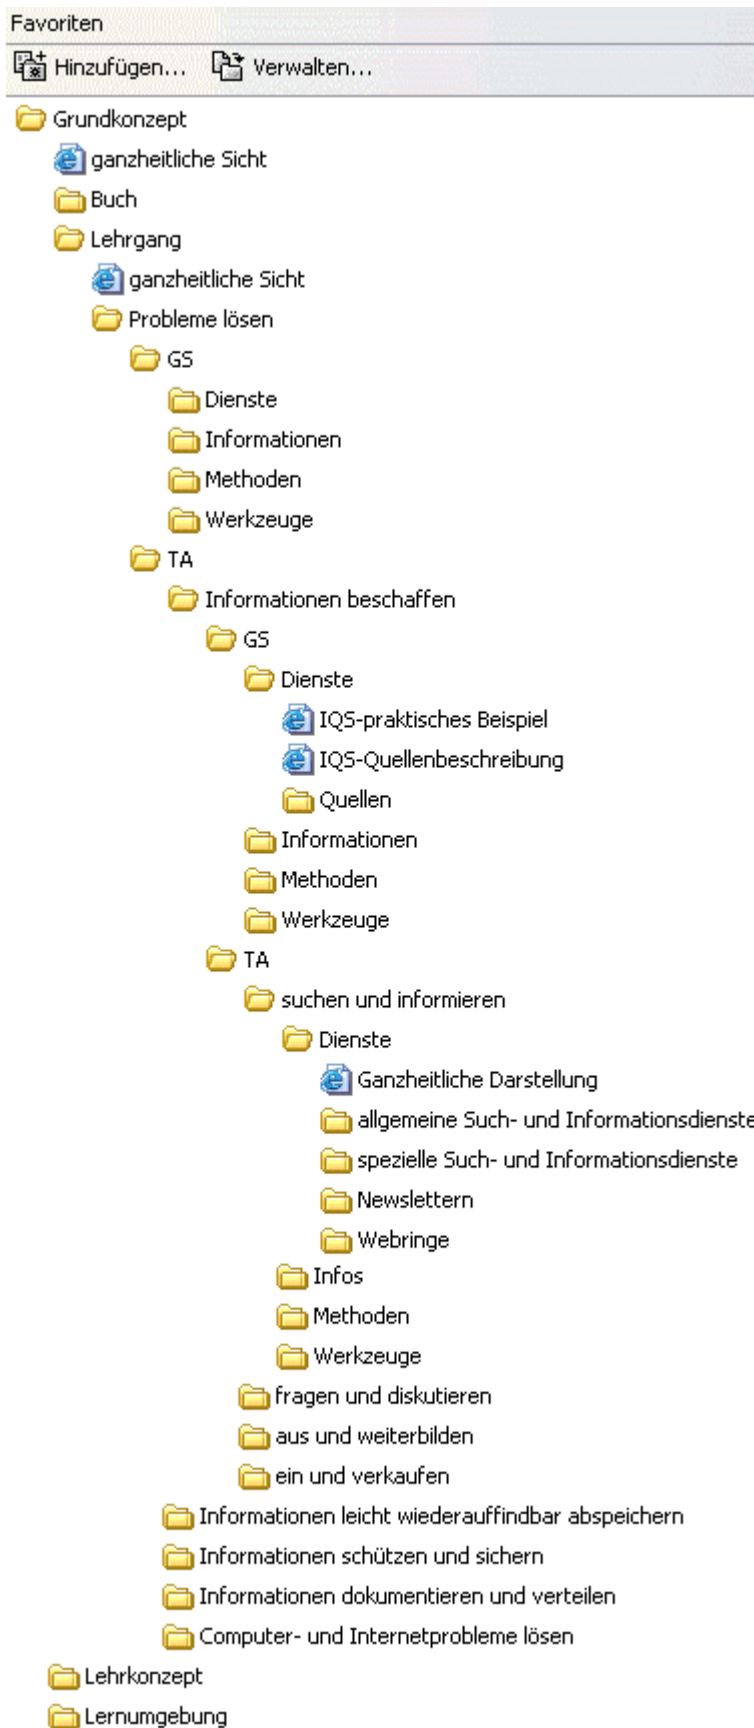 Favoriten
Hinzufügen... Verwalten...
Grundkonzept
ganzheitliche Sicht
Buch
Lehrgang
ganzheitliche Sicht
Probleme lösen
GS
Dienste
Informationen
Methoden
Werkzeuge
TA
Informationen beschaffen
GS
Dienste
IQS-praktisches Beispiel
IQS-Quellenbeschreibung
Quellen
Informationen
Methoden
Werkzeuge
TA
suchen und informieren
Dienste
Ganzheitliche Darstellung
allgemeine Such- und Informationsdienste
spezielle Such- und Informationsdienste
Newslettern
Webringe
Infos
Methoden
Werkzeuge
fragen und diskutieren
aus und weiterbilden
ein und verkaufen
Informationen leicht wiederauffindbar abspeichern
Informationen schützen und sichern
Informationen dokumentieren und verteilen
Computer- und Internetprobleme lösen
Lehrkonzept
Lernumgebung